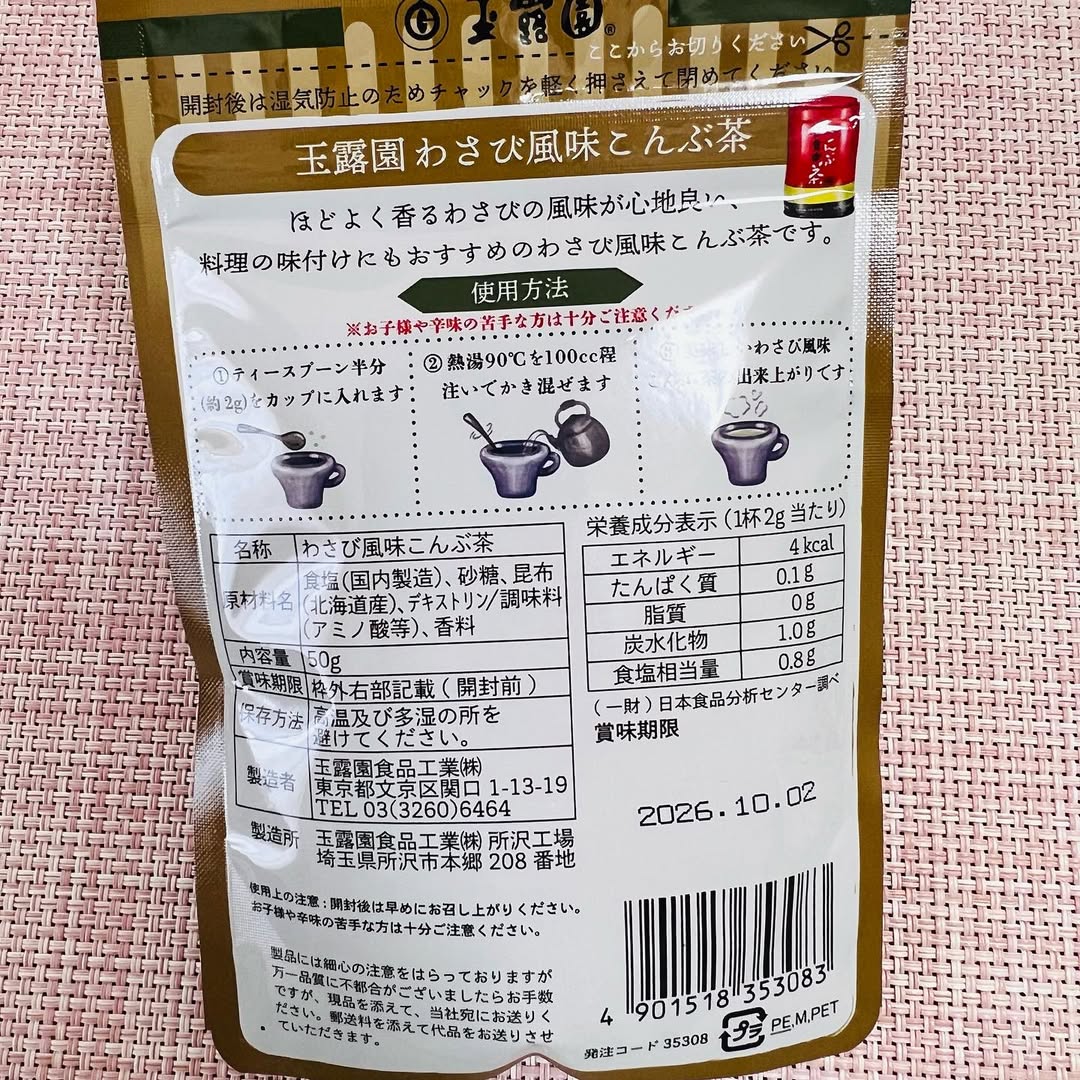 玉露園®
ここからお切りください
開封後は湿気防止のためチャックを軽く押さえて閉めてください
玉露園 わさび風味こんぶ茶
こんぶ茶
ほどよく香るわさびの風味が心地良い、
料理の味付けにもおすすめのわさび風味こんぶ茶です。
使用方法
※お子様や辛味の苦手な方は十分ご注意くだ
①ティースプーン半分
(約2g)をカップに入れます
②熱湯90℃を100cc程
注いでかき混ぜます
わさび風味
出来上がりです
名称 わさび風味こんぶ茶
原材料名 食塩(国内製造)、砂糖、昆布
(北海道産)、デキストリン/調味料
(アミノ酸等)、香料
内容量 50g
賞味期限 枠外右部記載(開封前)
保存方法 高温及び多湿の所を
避けてください。
製造者 玉露園食品工業㈱
東京都文京区関口 1-13-19
TEL 03(3260)6464
製造所 玉露園食品工業㈱ 所沢工場
埼玉県所沢市本郷 208 番地
使用上の注意:開封後は早めにお召し上がりください。
お子様や辛味の苦手な方は十分ご注意ください。
製品には細心の注意をはらっておりますが
万一品質に不都合がございましたらお手数
ですが、現品を添えて、当社宛にお送りく
ださい。郵送料を添えて代品をお送りさせ
ていただきます。
栄養成分表示(1杯2g当たり)
エネルギー 4kcal
たんぱく質 0.1g
脂質 0g
炭水化物 1.0g
食塩相当量 0.8g
(一財)日本食品分析センター調べ
賞味期限
2026.10.02
4 901518 353083
発注コード 35308
プラ PE,M,PET